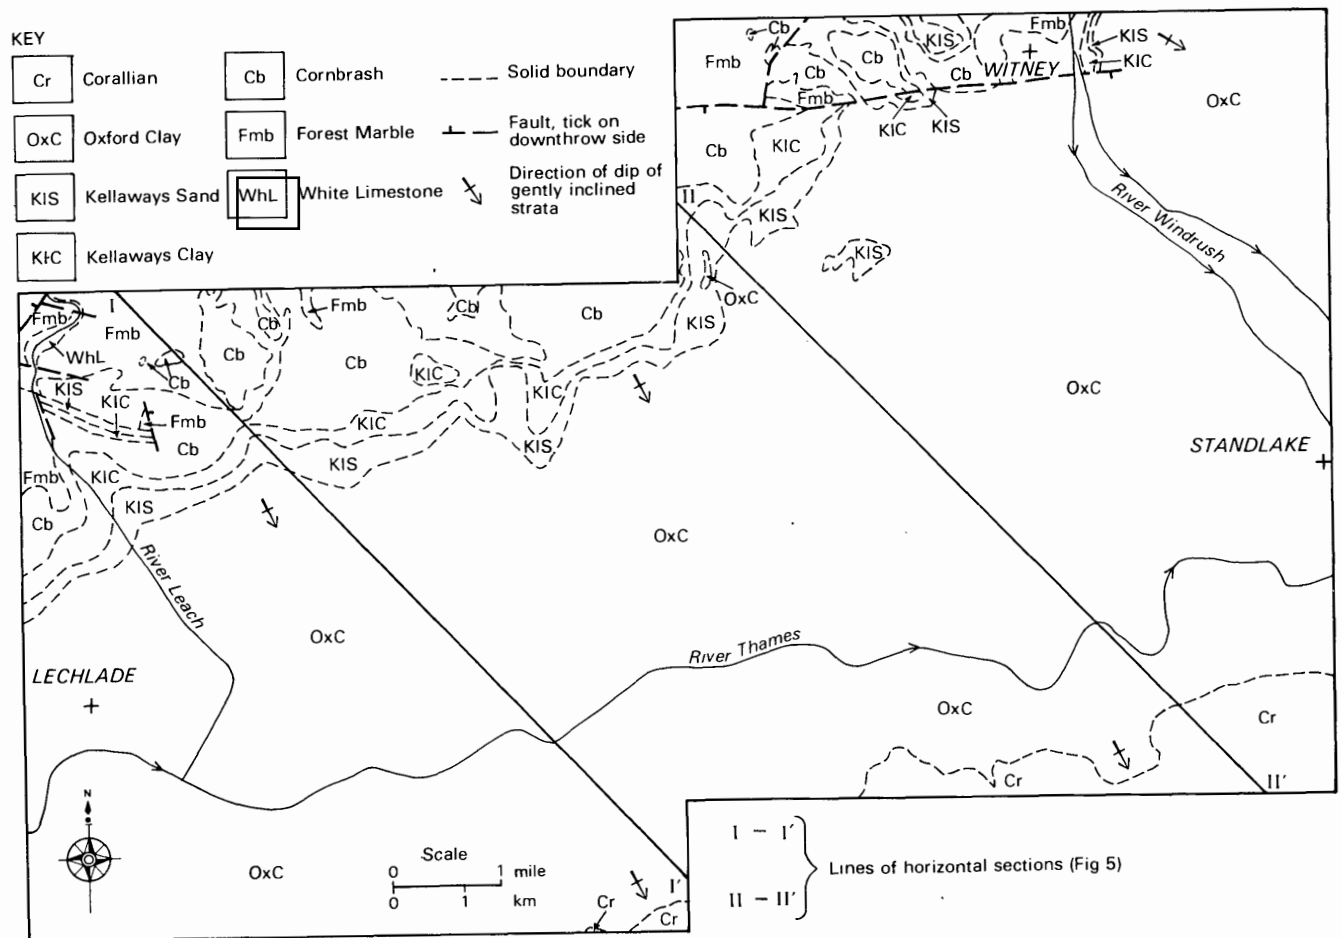 KEY
Cr Corallian
OxC Oxford Clay
KIS Kellaways Sand
KIC Kellaways Clay
Cb Cornbrash
Fmb Forest Marble
WhL White Limestone
Solid boundary
Fault, tick on
downthrow side
Direction of dip of
gently inclined
strata
Cb
Fmb
KIS
Fmb
Cb
KIS
KIC
WITNEY
Cb
Cb
Fmb
OxC
KIC
KIS
Cb
KIC
II
KIS
River Windrush
KIS
OxC
KIS
I
Fmb
Fmb
WhL
Cb
KIS
KIC
Fmb
Cb
Cb
Cb
Fmb
Cb
Cb
Cb
KIC
KIC
KIC
KIS
KIS
OxC
STANDLAKE
Fmb
KIC
Cb
KIS
OxC
River Leach
OxC
LECHLADE
River Thames
OxC
Cr
Cr
II'
N
OxC
Scale
0 1 mile
0 1 km
I'
Cr
Cr
I - I'
II - II'
Lines of horizontal sections (Fig 5)